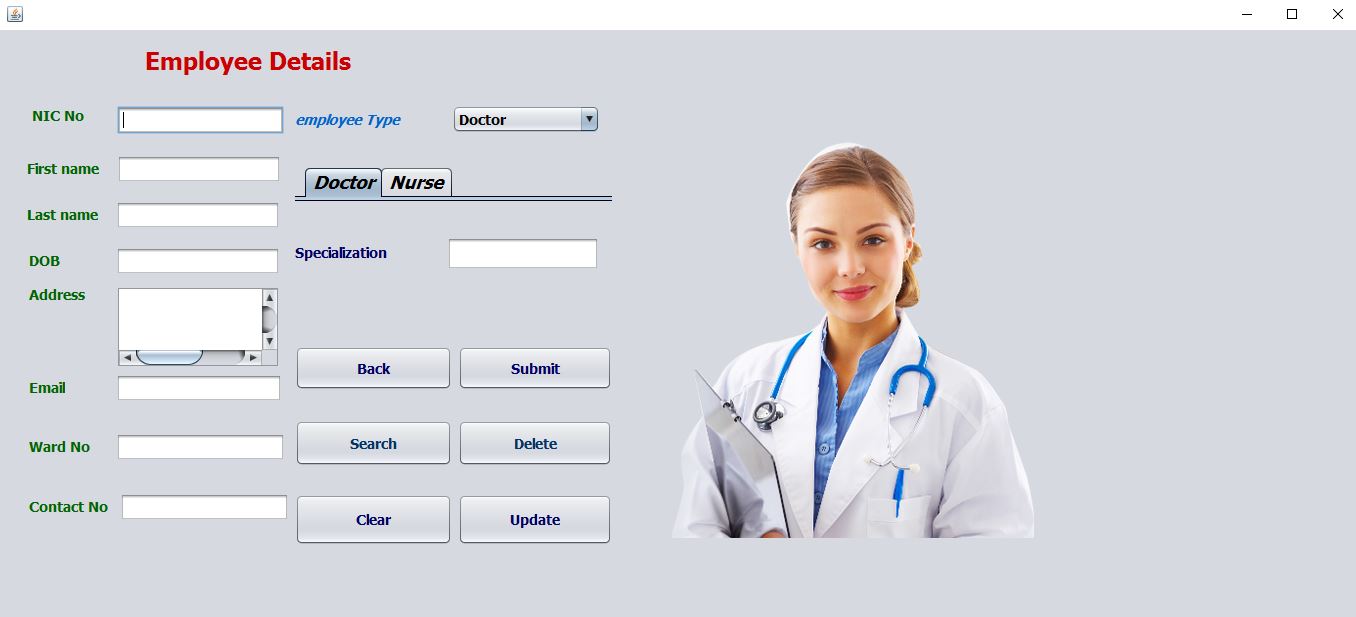 Employee Details
NIC No
employee Type
Doctor
First name
Doctor
Nurse
Last name
DOB
Specialization
Address
Back
Submit
Email
Search
Delete
Ward No
Contact No
Clear
Update